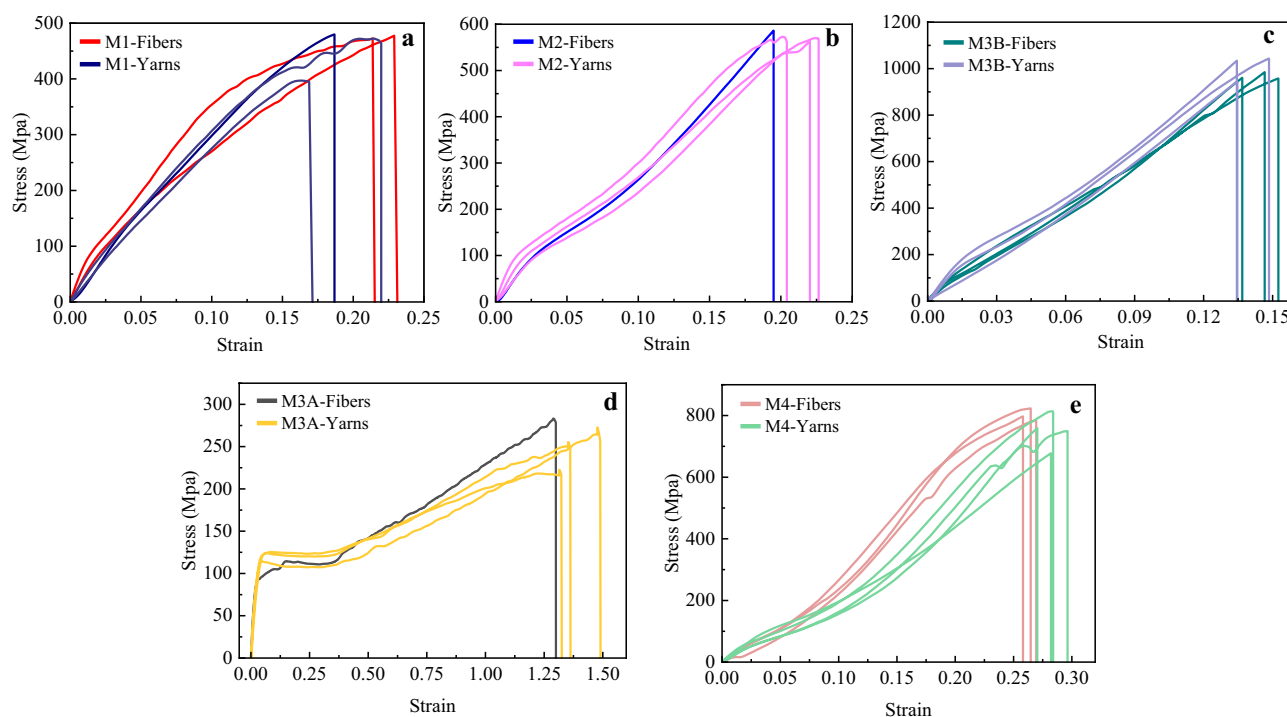 a
M1-Fibers
M1-Yarns
Stress (Mpa)
500
400
300
200
100
0
0.00 0.05 0.10 0.15 0.20 0.25
Strain
b
M2-Fibers
M2-Yarns
Stress (Mpa)
600
500
400
300
200
100
0
0.00 0.05 0.10 0.15 0.20 0.25
Strain
c
M3B-Fibers
M3B-Yarns
Stress (Mpa)
1200
1000
800
600
400
200
0
0.00 0.03 0.06 0.09 0.12 0.15
Strain
d
M3A-Fibers
M3A-Yarns
Stress (Mpa)
300
250
200
150
100
50
0
0.00 0.25 0.50 0.75 1.00 1.25 1.50
Strain
e
M4-Fibers
M4-Yarns
Stress (Mpa)
800
600
400
200
0
0.00 0.05 0.10 0.15 0.20 0.25 0.30
Strain